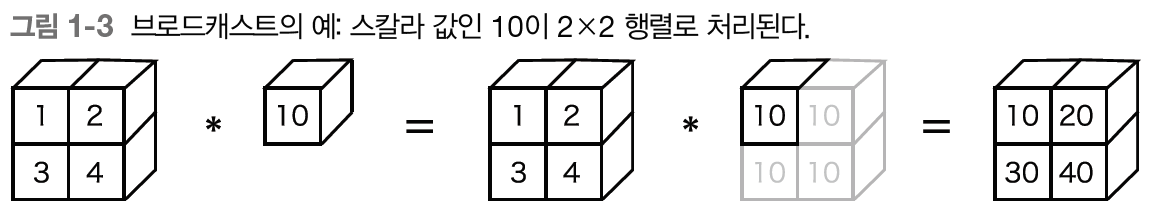 그림 1-3 브로드캐스트의 예: 스칼라 값인 10이 2×2 행렬로 처리된다.
1 2 * 10 = 1 2 * 10 10 = 10 20
3 4 3 4 10 10 30 40